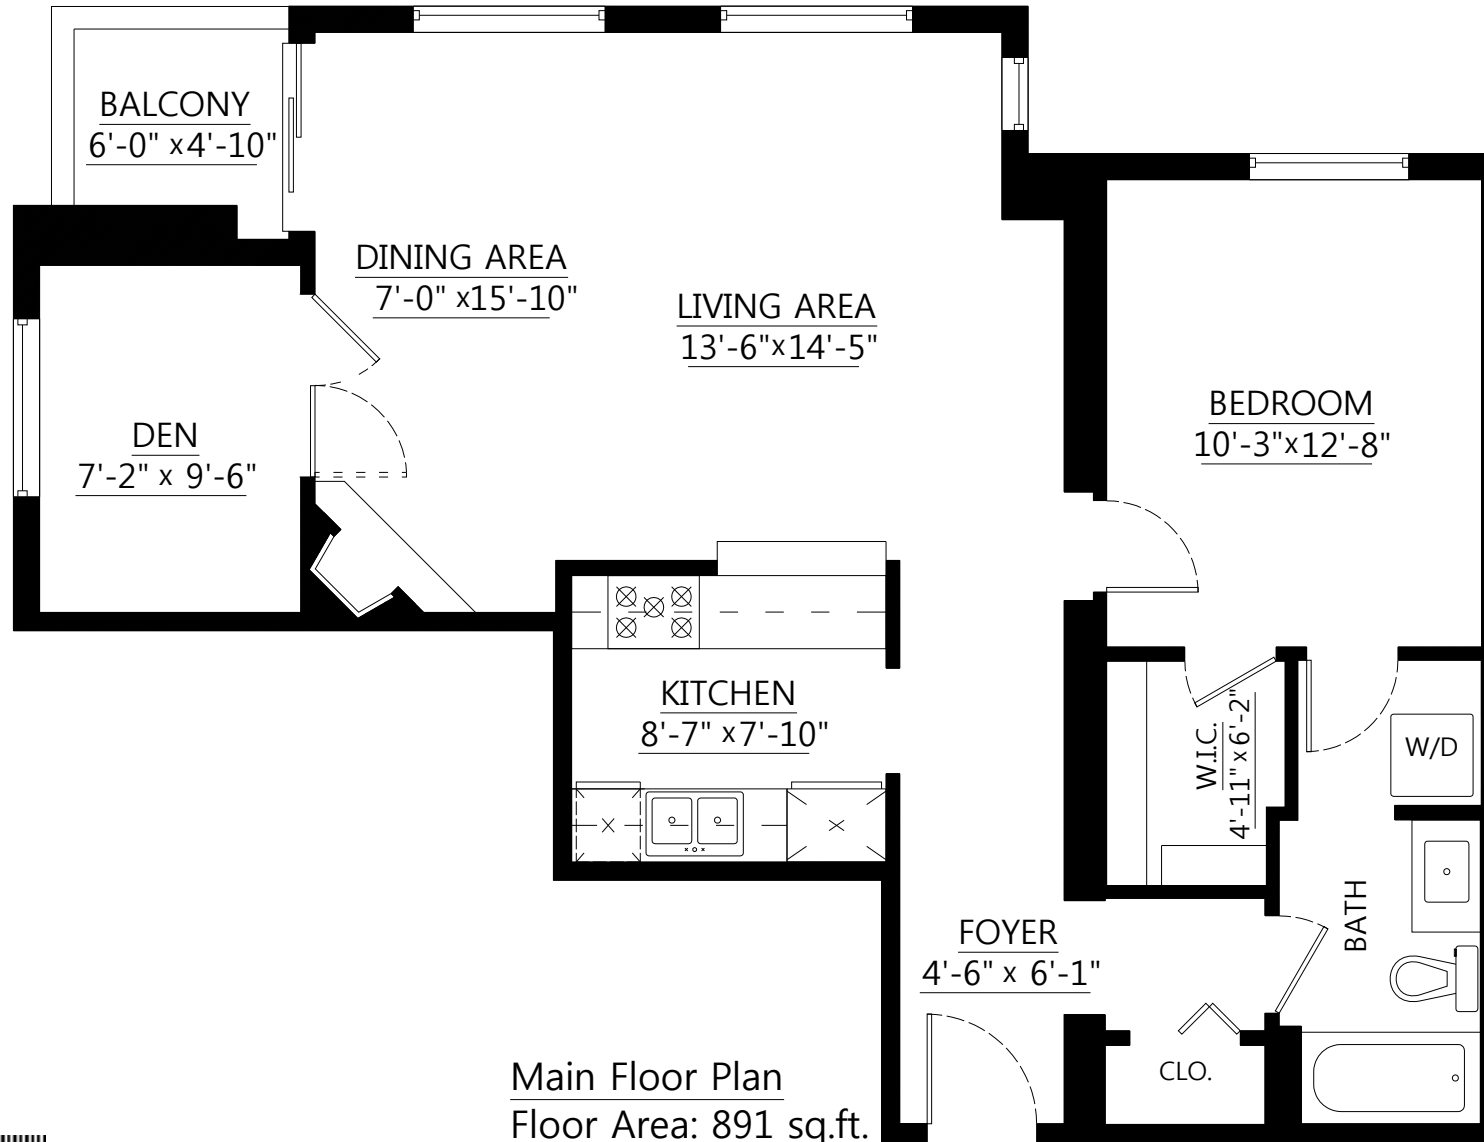 BALCONY
6'-0" x4'-10"
DINING AREA
7'-0" x15'-10"
LIVING AREA
13'-6"x14'-5"
BEDROOM
10'-3"x12'-8"
DEN
7'-2" x 9'-6"
KITCHEN
8'-7" x7'-10"
W.I.C.
4'-11" x 6'-2"
W/D
BATH
FOYER
4'-6" x 6'-1"
CLO.
Main Floor Plan
Floor Area: 891 sq.ft.